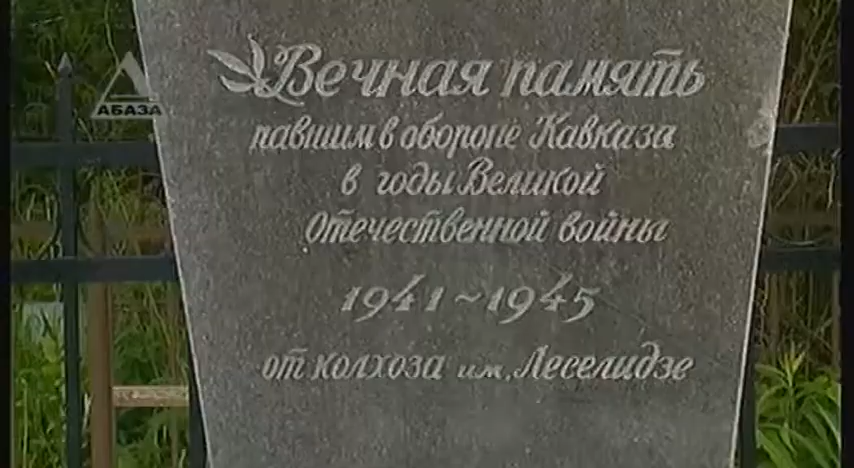 АБАЗА
Вечная память
павшим в обороне Кавказа
в годы Великой
Отечественной войны
1941~1945
от колхоза им. Леселидзе